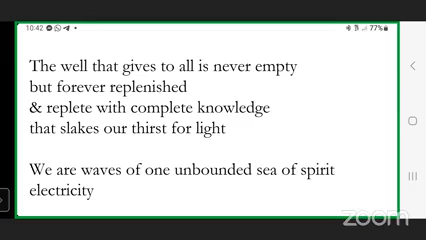 10:42
77%
The well that gives to all is never empty
but forever replenished
& replete with complete knowledge
that slakes our thirst for light
We are waves of one unbounded sea of spirit
electricity
zoom